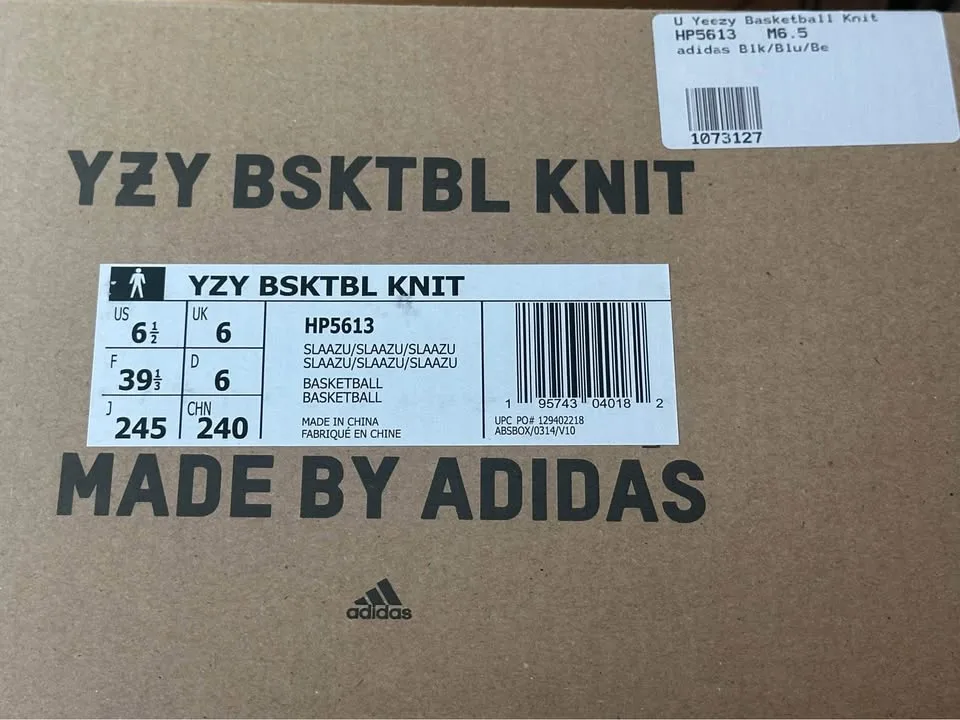 U Yeezy Basketball Knit
HP5613 M6.5
adidas Blk/Blu/Be
1073127
YZY BSKTBL KNIT
YZY BSKTBL KNIT
US 6½ UK 6
F 39⅓ D 6
J 245 CHN 240
HP5613
SLAAZU/SLAAZU/SLAAZU
SLAAZU/SLAAZU/SLAAZU
BASKETBALL
BASKETBALL
MADE IN CHINA
FABRIQUÉ EN CHINE
1 95743 04018 2
UPC PO# 129402218
ABSBOX/0314/V10
MADE BY ADIDAS
adidas